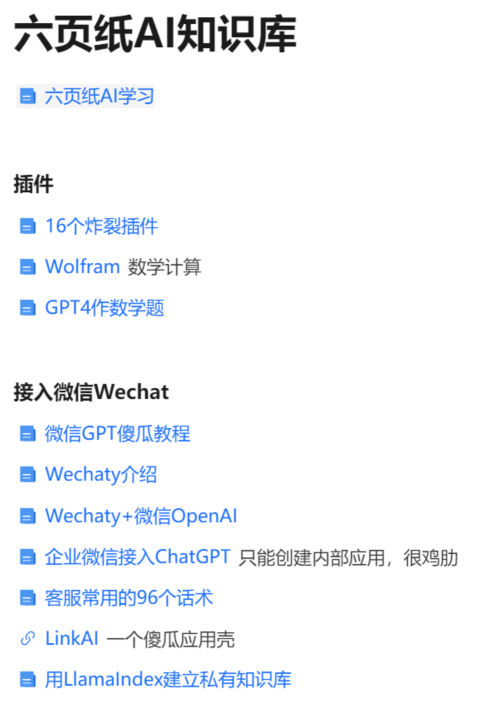 六页纸AI知识库
六页纸AI学习
插件
16个炸裂插件
Wolfram 数学计算
GPT4作数学题
接入微信Wechat
微信GPT傻瓜教程
Wechaty介绍
Wechaty+微信OpenAI
企业微信接入ChatGPT 只能创建内部应用，很鸡肋
客服常用的96个话术
LinkAI 一个傻瓜应用壳
用LlamaIndex建立私有知识库